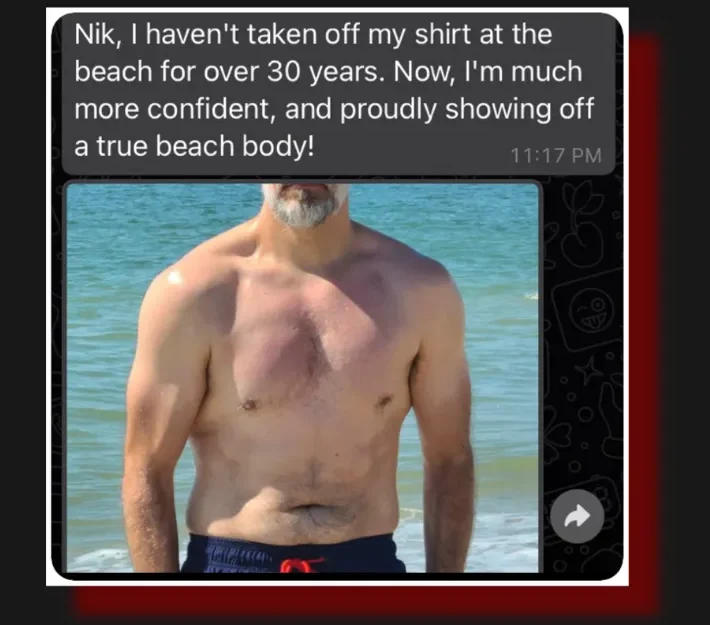 Nik, I haven't taken off my shirt at the
beach for over 30 years. Now, I'm much
more confident, and proudly showing off
a true beach body!
11:17 PM